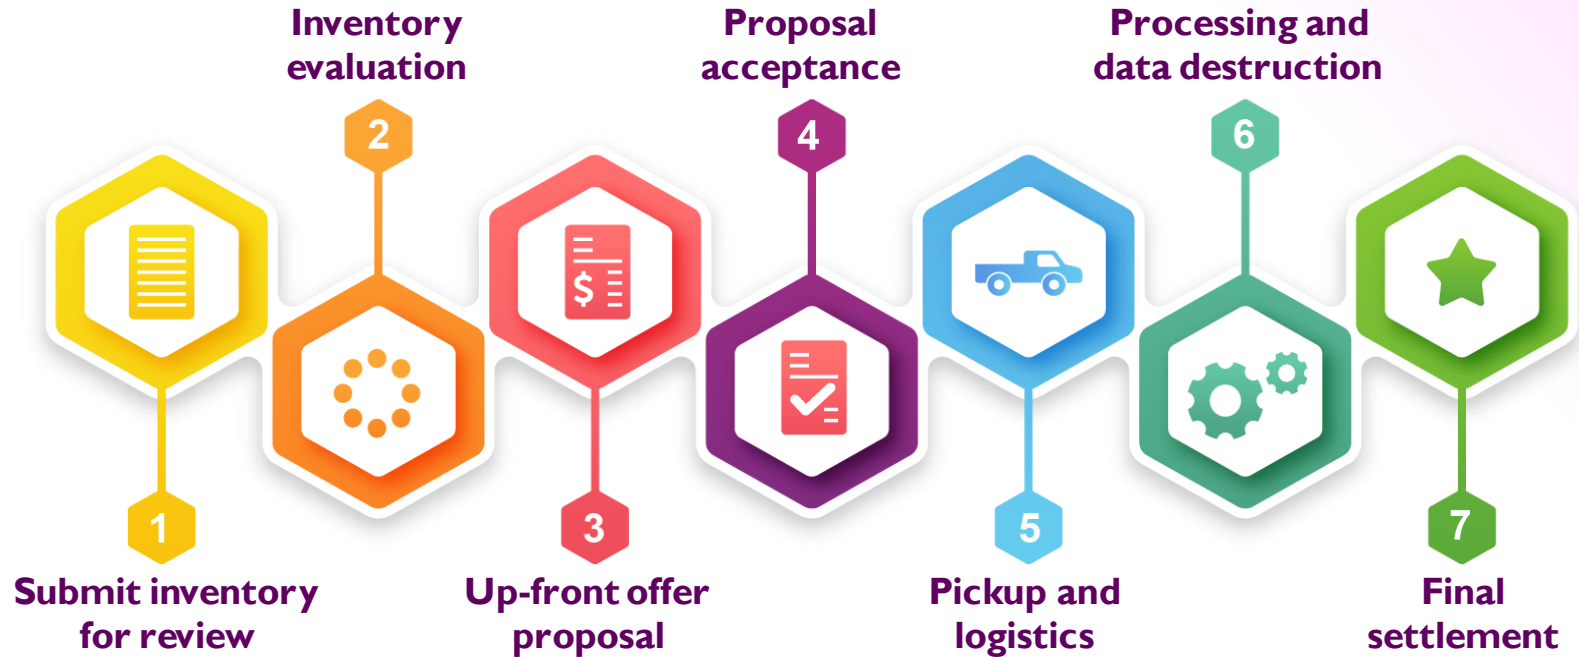 Inventory
evaluation
Proposal
acceptance
Processing and
data destruction
2
4
6
$
1
3
5
7
Submit inventory
for review
Up-front offer
proposal
Pickup and
logistics
Final
settlement